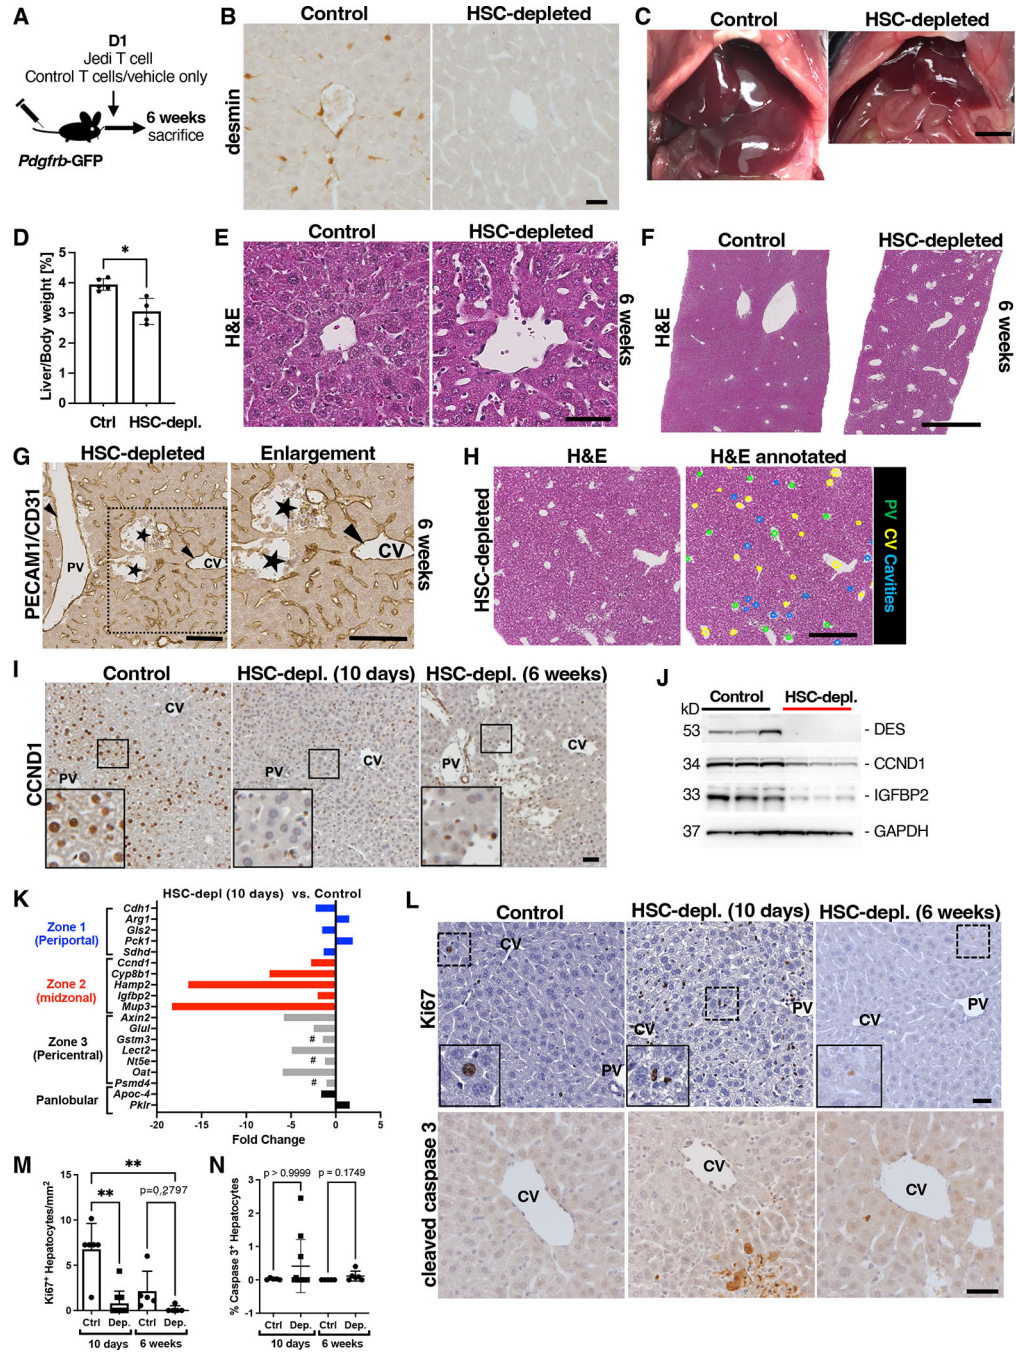 A
D1
Jedi T cell
Control T cells/vehicle only
6 weeks
sacrifice
Pdgfrb-GFP
B
Control
HSC-depleted
desmin
C
Control
HSC-depleted
D
Liver/Body weight [%]
5
4
3
2
1
0
*
Ctrl
HSC-depl.
E
Control
HSC-depleted
H&E
6 weeks
F
Control
HSC-depleted
H&E
6 weeks
G
HSC-depleted
Enlargement
PECAM1/CD31
PV
CV
CV
6 weeks
H
H&E
H&E annotated
HSC-depleted
PV CV Cavities
I
Control
HSC-depl. (10 days)
HSC-depl. (6 weeks)
CCND1
CV
PV
PV
CV
PV
CV
J
Control
HSC-depl.
kD
53
- DES
34
- CCND1
33
- IGFBP2
37
- GAPDH
K
HSC-depl (10 days) vs. Control
Zone 1
(Periportal)
Cdh1
Arg1
Gls2
Pck1
Sdhd
Zone 2
(midzonal)
Ccnd1
Cyp8b1
Hamp2
Igfbp2
Mup3
Zone 3
(Pericentral)
Axin2
Glul
Gstm3 #
Lect2
Nt5e #
Oat
Psmd4 #
Panlobular
Apoc-4
Pklr
-20 -15 -10 -5 0 5
Fold Change
L
Control
HSC-depl. (10 days)
HSC-depl. (6 weeks)
Ki67
CV
PV
CV
PV
CV
PV
cleaved caspase 3
CV
CV
CV
M
Ki67+ Hepatocytes/mm2
15
10
5
0
**
**
p=0,2797
Ctrl Dep. Ctrl Dep.
10 days 6 weeks
N
% Caspase 3+ Hepatocytes
3
2
1
0
-1
p > 0.9999
p = 0.1749
Ctrl Dep. Ctrl Dep.
10 days 6 weeks